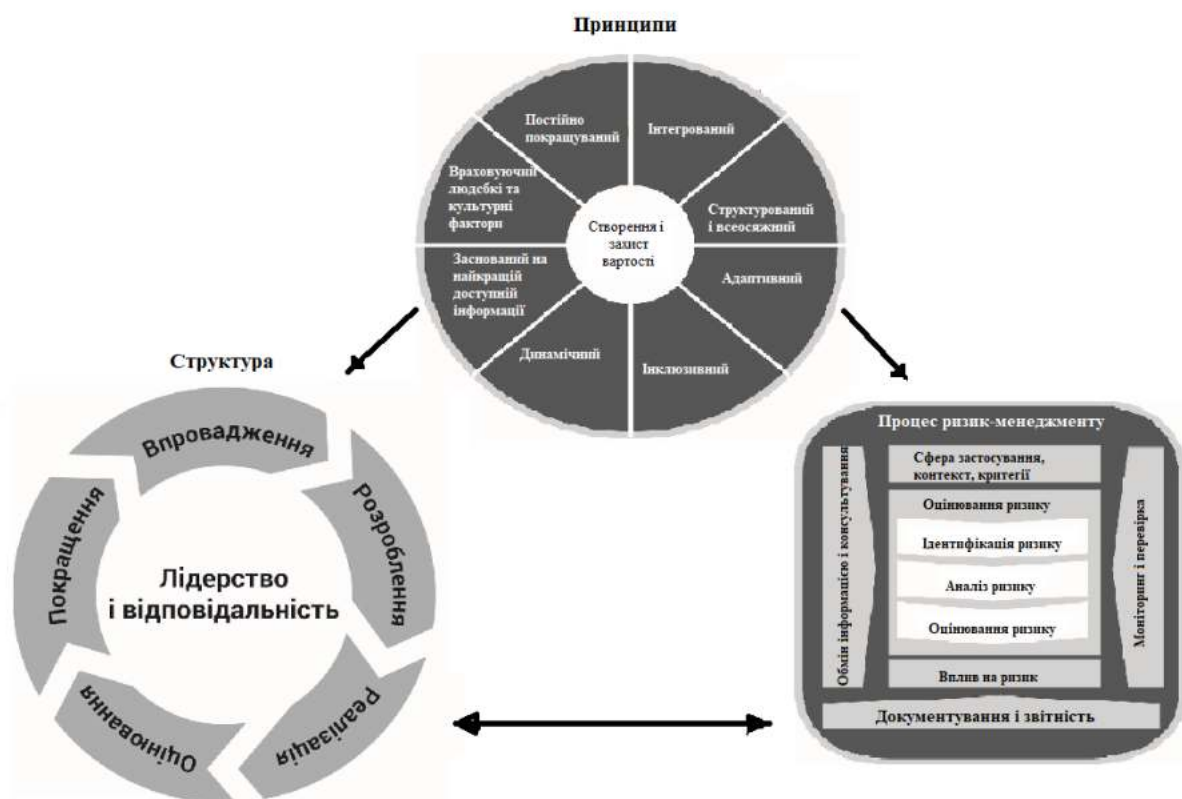 Принципи
Постійно
покращуваний
Інтегрований
Враховуючий
людсбкі та
культурні
фактори
Структурований
і всеосяжний
Створення і
захист
вартості
Заснований на
найкращій
доступній
інформації
Адаптивний
Динамічний
Інклюзивний
Структура
Впровадження
Розроблення
Реалізація
Оцінювання
Покращення
Лідерство
і відповідальність
Процес ризик-менеджменту
Обмін інформацією і консультування
Сфера застосування,
контекст, критегії
Оцінювання ризику
Ідентифікація ризику
Аналіз ризику
Оцінювання ризику
Вплив на ризик
Моніторинг і перевірка
Документування і звітність